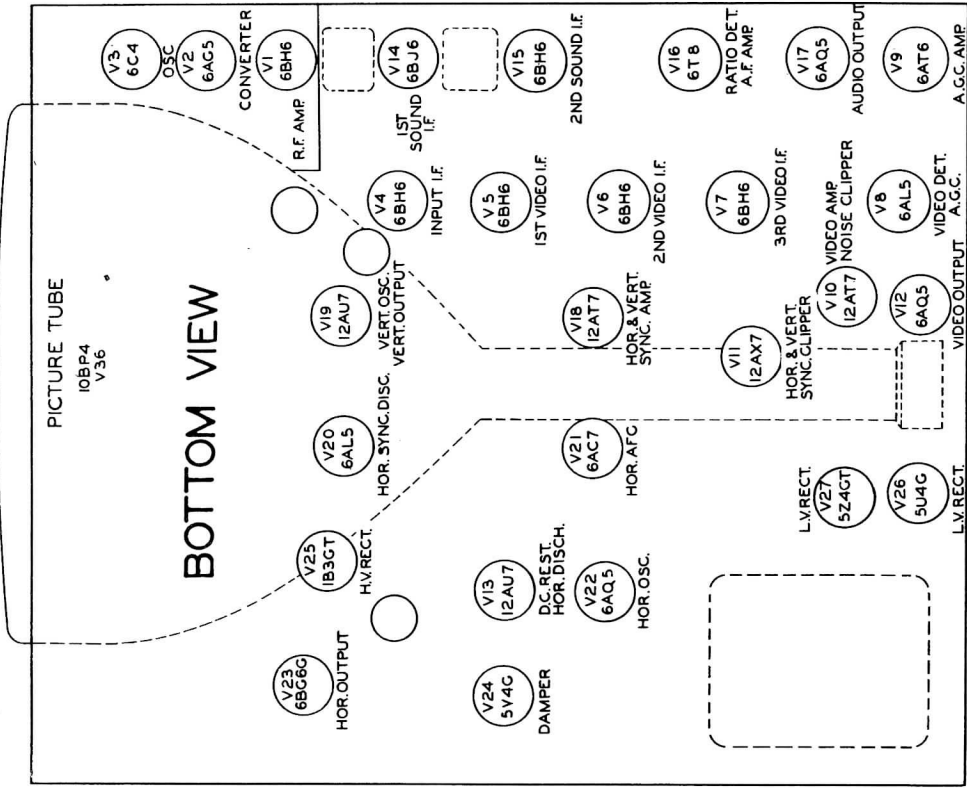 PICTURE TUBE
10BP4
V36
BOTTOM VIEW
V3
6C4
OSC
V2
6AG5
CONVERTER
V1
6BH6
R.F. AMP.
V14
6BJ6
1ST
SOUND
I.F.
V15
6BH6
2ND SOUND I.F.
V16
6T8
RATIO DET.
A.F. AMP.
V17
6AQ5
AUDIO OUTPUT
V9
6AT6
A.G.C. AMP.
V4
6BH6
INPUT I.F.
V5
6BH6
1ST VIDEO I.F.
V6
6BH6
2ND VIDEO I.F.
V7
6BH6
3RD VIDEO I.F.
V8
6AL5
VIDEO DET.
A.G.C.
V19
12AU7
VERT. OSC.
VERT. OUTPUT
V18
12AT7
HOR. & VERT.
SYNC. AMP.
V11
12AX7
HOR. & VERT.
SYNC. CLIPPER
VIDEO AMP.
NOISE CLIPPER
V10
12AT7
V12
6AQ5
VIDEO OUTPUT
V20
6AL5
HOR. SYNC. DISC.
V21
6AC7
HOR. AFC
L.V. RECT.
V27
5Z4GT
V26
5U4G
L.V. RECT.
V25
1B3GT
H.V. RECT.
V13
12AU7
D.C. REST.
HOR. DISCH.
V22
6AQ5
HOR. OSC.
V23
6BG6G
HOR. OUTPUT
V24
5V4G
DAMPER